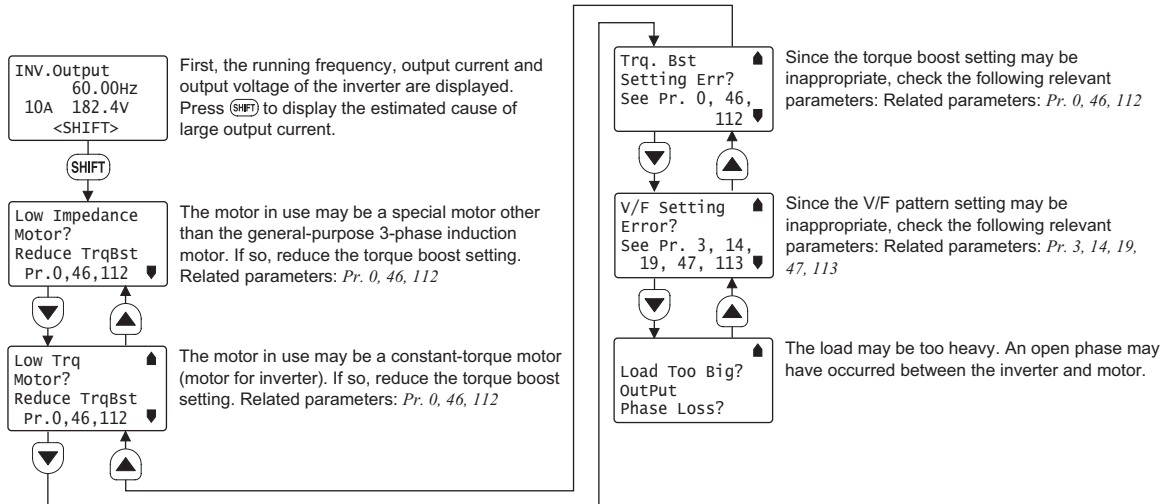 INV.Output
60.00Hz
10A 182.4V
<SHIFT>
First, the running frequency, output current and
output voltage of the inverter are displayed.
Press SHIFT to display the estimated cause of
large output current.
SHIFT
Low Impedance
Motor?
Reduce TrqBst
Pr.0,46,112
The motor in use may be a special motor other
than the general-purpose 3-phase induction
motor. If so, reduce the torque boost setting.
Related parameters: Pr. 0, 46, 112
Low Trq
Motor?
Reduce TrqBst
Pr.0,46,112
The motor in use may be a constant-torque motor
(motor for inverter). If so, reduce the torque boost
setting. Related parameters: Pr. 0, 46, 112
Trq. Bst
Setting Err?
See Pr. 0, 46,
112
Since the torque boost setting may be
inappropriate, check the following relevant
parameters: Related parameters: Pr. 0, 46, 112
V/F Setting
Error?
See Pr. 3, 14,
19, 47, 113
Since the V/F pattern setting may be
inappropriate, check the following relevant
parameters: Related parameters: Pr. 3, 14, 19,
47, 113
Load Too Big?
OutPut
Phase Loss?
The load may be too heavy. An open phase may
have occurred between the inverter and motor.